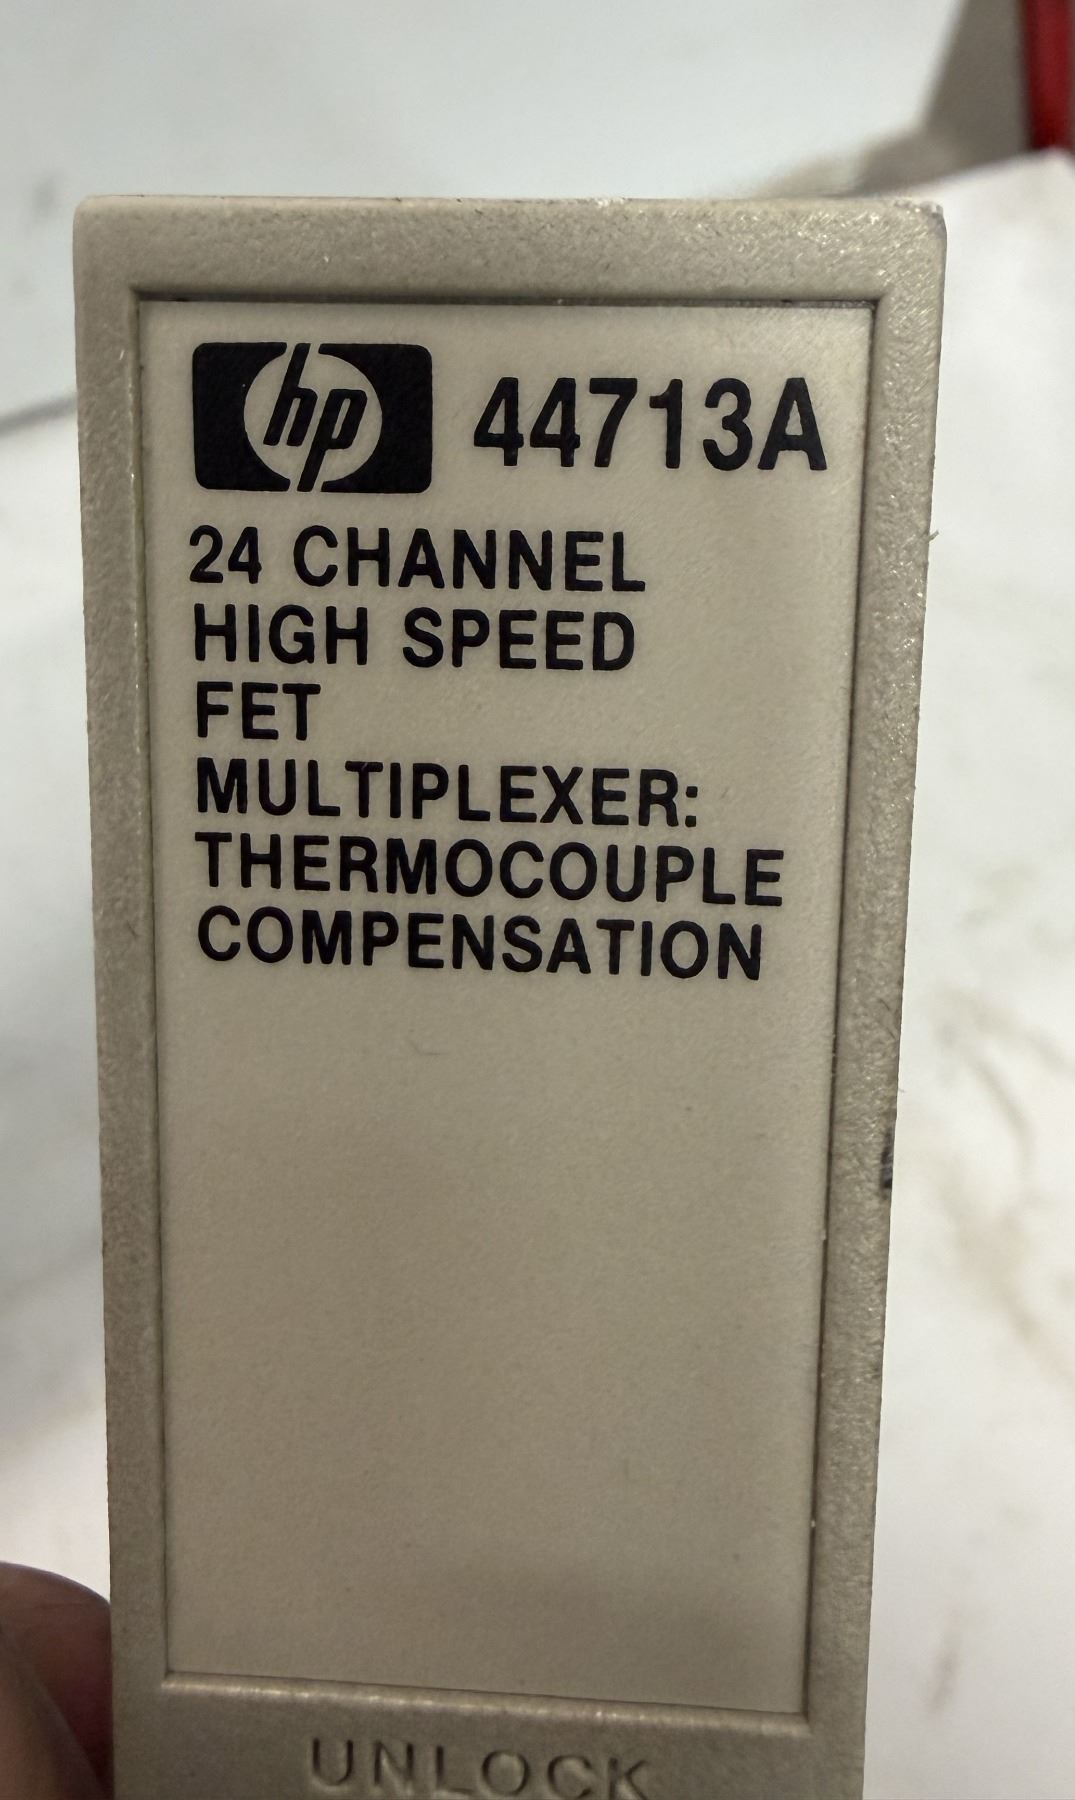 hp 44713A
24 CHANNEL
HIGH SPEED
FET
MULTIPLEXER:
THERMOCOUPLE
COMPENSATION
UNLOCK